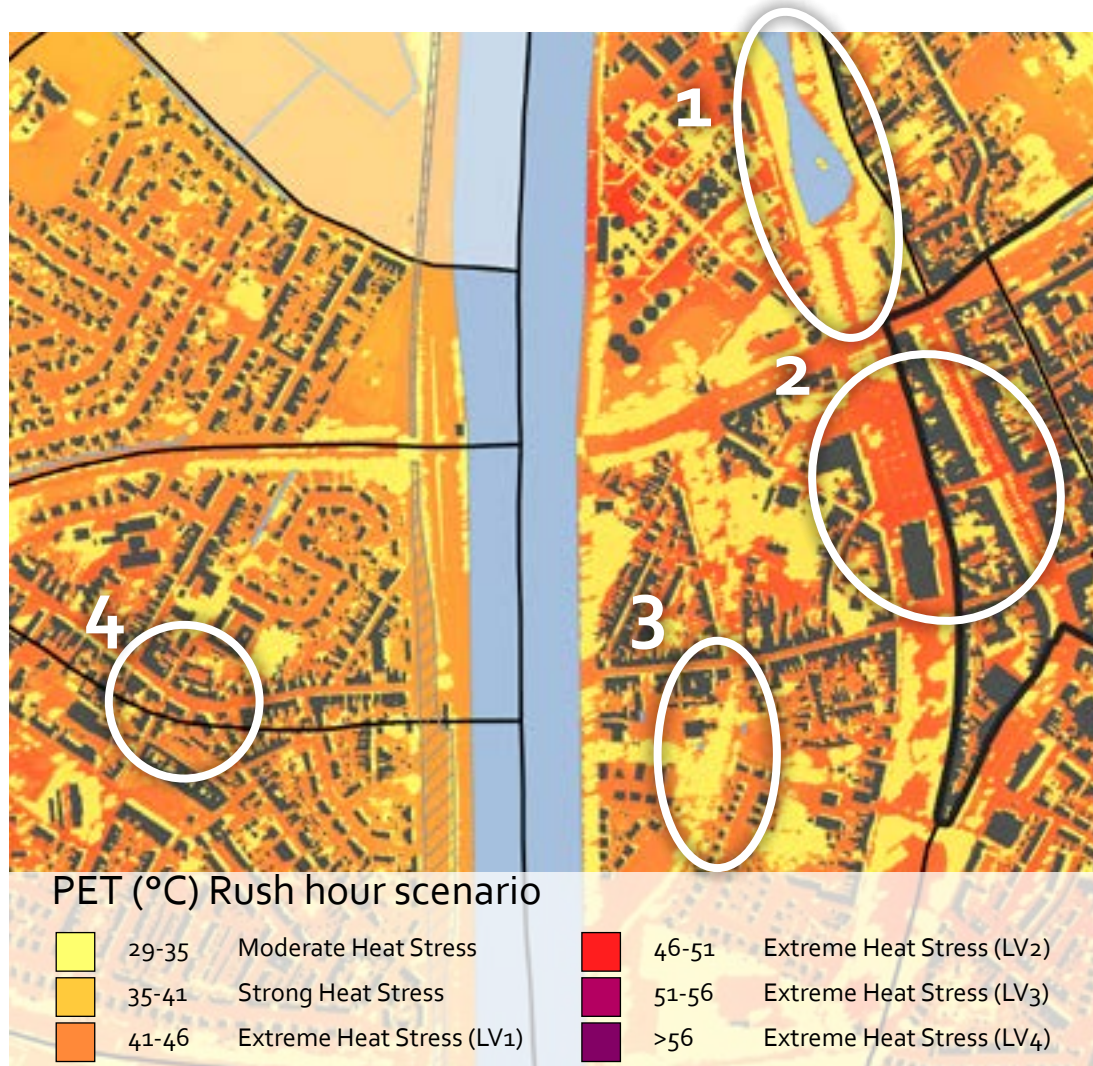 1
2
3
4
PET (°C) Rush hour scenario
29-35 Moderate Heat Stress
35-41 Strong Heat Stress
41-46 Extreme Heat Stress (LV1)
46-51 Extreme Heat Stress (LV2)
51-56 Extreme Heat Stress (LV3)
>56 Extreme Heat Stress (LV4)